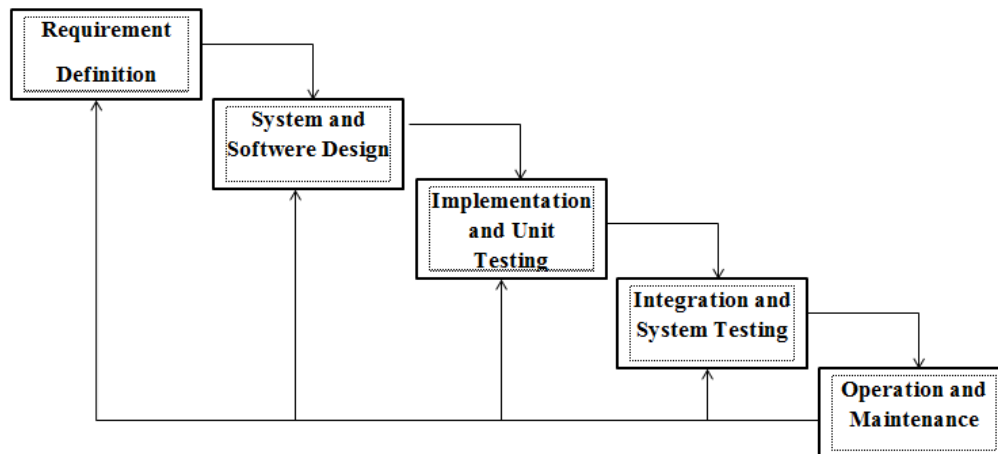 Requirement
Definition
System and
Softwere Design
Implementation
and Unit
Testing
Integration and
System Testing
Operation and
Maintenance